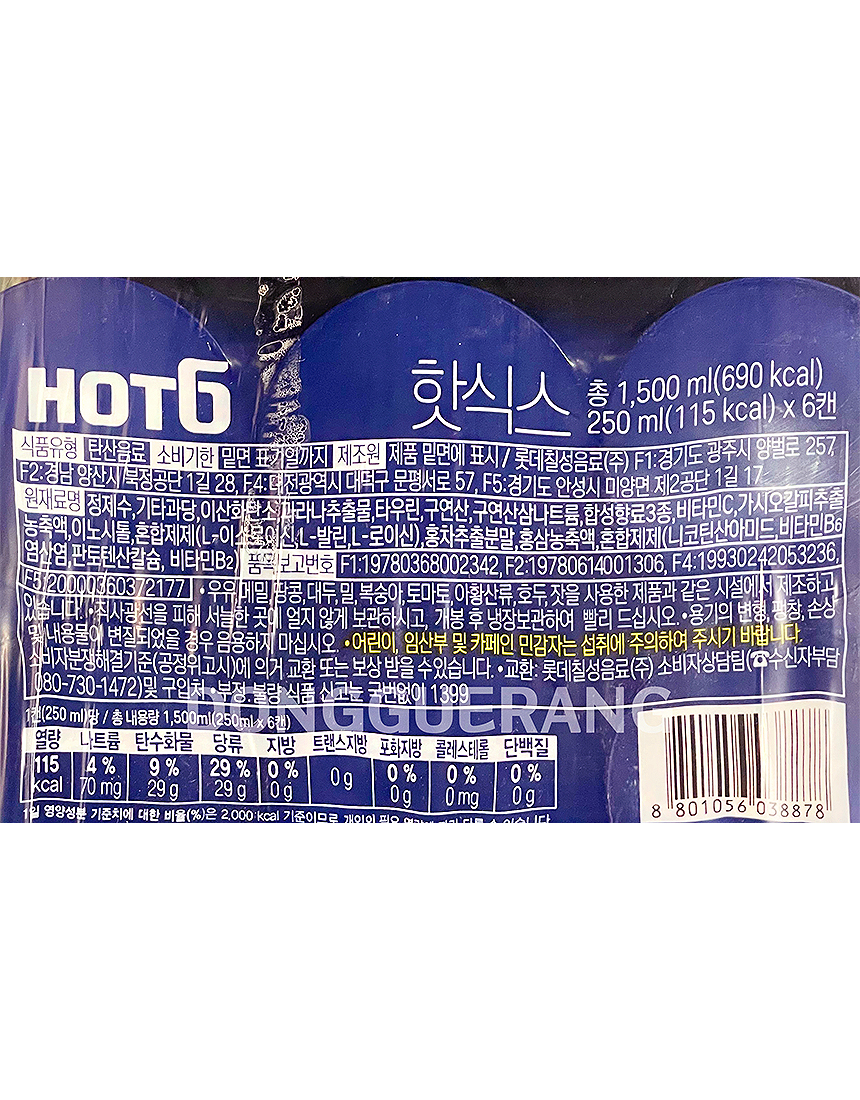 HOT6 핫식스 총 1,500 ml(690 kcal)
250 ml(115 kcal) x 6캔
식품유형 탄산음료 소비기한 밑면 표기일까지 제조원 제품 밑면에 표시 / 롯데칠성음료(주) F1:경기도 광주시 양벌로 257,
F2:경남 양산시 북정공단 1길 28, F4:대전광역시 대덕구 문평서로 57, F5:경기도 안성시 미양면 제2공단 1길 17
원재료명 정제수,기타과당,이산화탄소,과라나추출물,타우린,구연산,구연산삼나트륨,합성향료3종,비타민C,가시오갈피추출
농축액,이노시톨,혼합제제(L-이소로이신,L-발린,L-로이신),홍차추출분말,홍삼농축액,혼합제제(니코틴산아미드,비타민B6
염산염,판토텐산칼슘, 비타민B2) 품목보고번호 F1:19780368002342, F2:19780614001306, F4:19930242053236,
F5:20000360372177 •우유,메밀,땅콩,대두,밀,복숭아,토마토,아황산류,호두,잣을 사용한 제품과 같은 시설에서 제조하고
있습니다. •직사광선을 피해 서늘한 곳에 얼지 않게 보관하시고, 개봉 후 냉장보관하여 빨리 드십시오. •용기의 변형, 팽창, 손상
및 내용물이 변질되었을 경우 음용하지 마십시오. •어린이, 임산부 및 카페인 민감자는 섭취에 주의하여 주시기 바랍니다.
소비자분쟁해결기준(공정위고시)에 의거 교환 또는 보상 받을 수 있습니다. •교환: 롯데칠성음료(주) 소비자상담팀(☎수신자부담
080-730-1472)및 구입처 •부정·불량 식품 신고는 국번없이 1399
DONGGUERANG
1캔(250 ml)당 / 총 내용량 1,500ml(250ml x 6캔)
열량 나트륨 탄수화물 당류 지방 트랜스지방 포화지방 콜레스테롤 단백질
115 4 % 9 % 29 % 0 % 0 g 0 % 0 % 0 %
kcal 70 mg 29 g 29 g 0 g 0 g 0 mg 0 g
1일 영양성분 기준치에 대한 비율(%)은 2,000 kcal 기준이므로 개인의 필요 열량에 따라 다를 수 있습니다
8 801056 038878